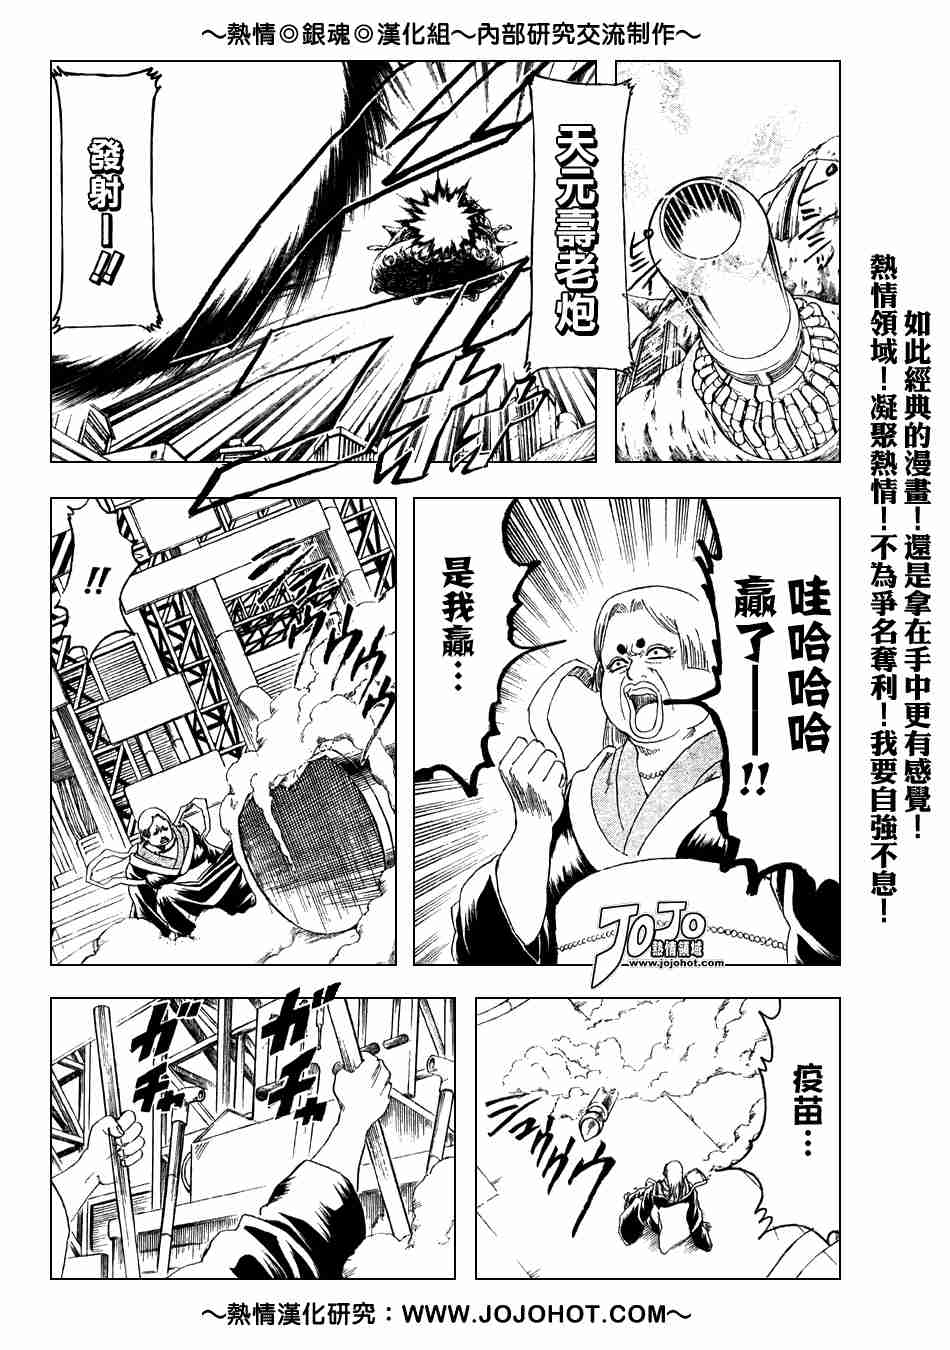 ～熱情◎銀魂◎漢化組～內部研究交流制作～
天元壽老炮
發射ー!!
如此經典的漫畫！還是拿在手中更有感覺！
熱情領域！凝聚熱情！不為爭名奪利！我要自強不息！
哇哈哈哈
贏了——!!
是我贏…
!!
JOJO
熱情領域
www.jojohot.com
疫苗…
ガチャ
ガチャ
～熱情漢化研究：WWW.JOJOHOT.COM～